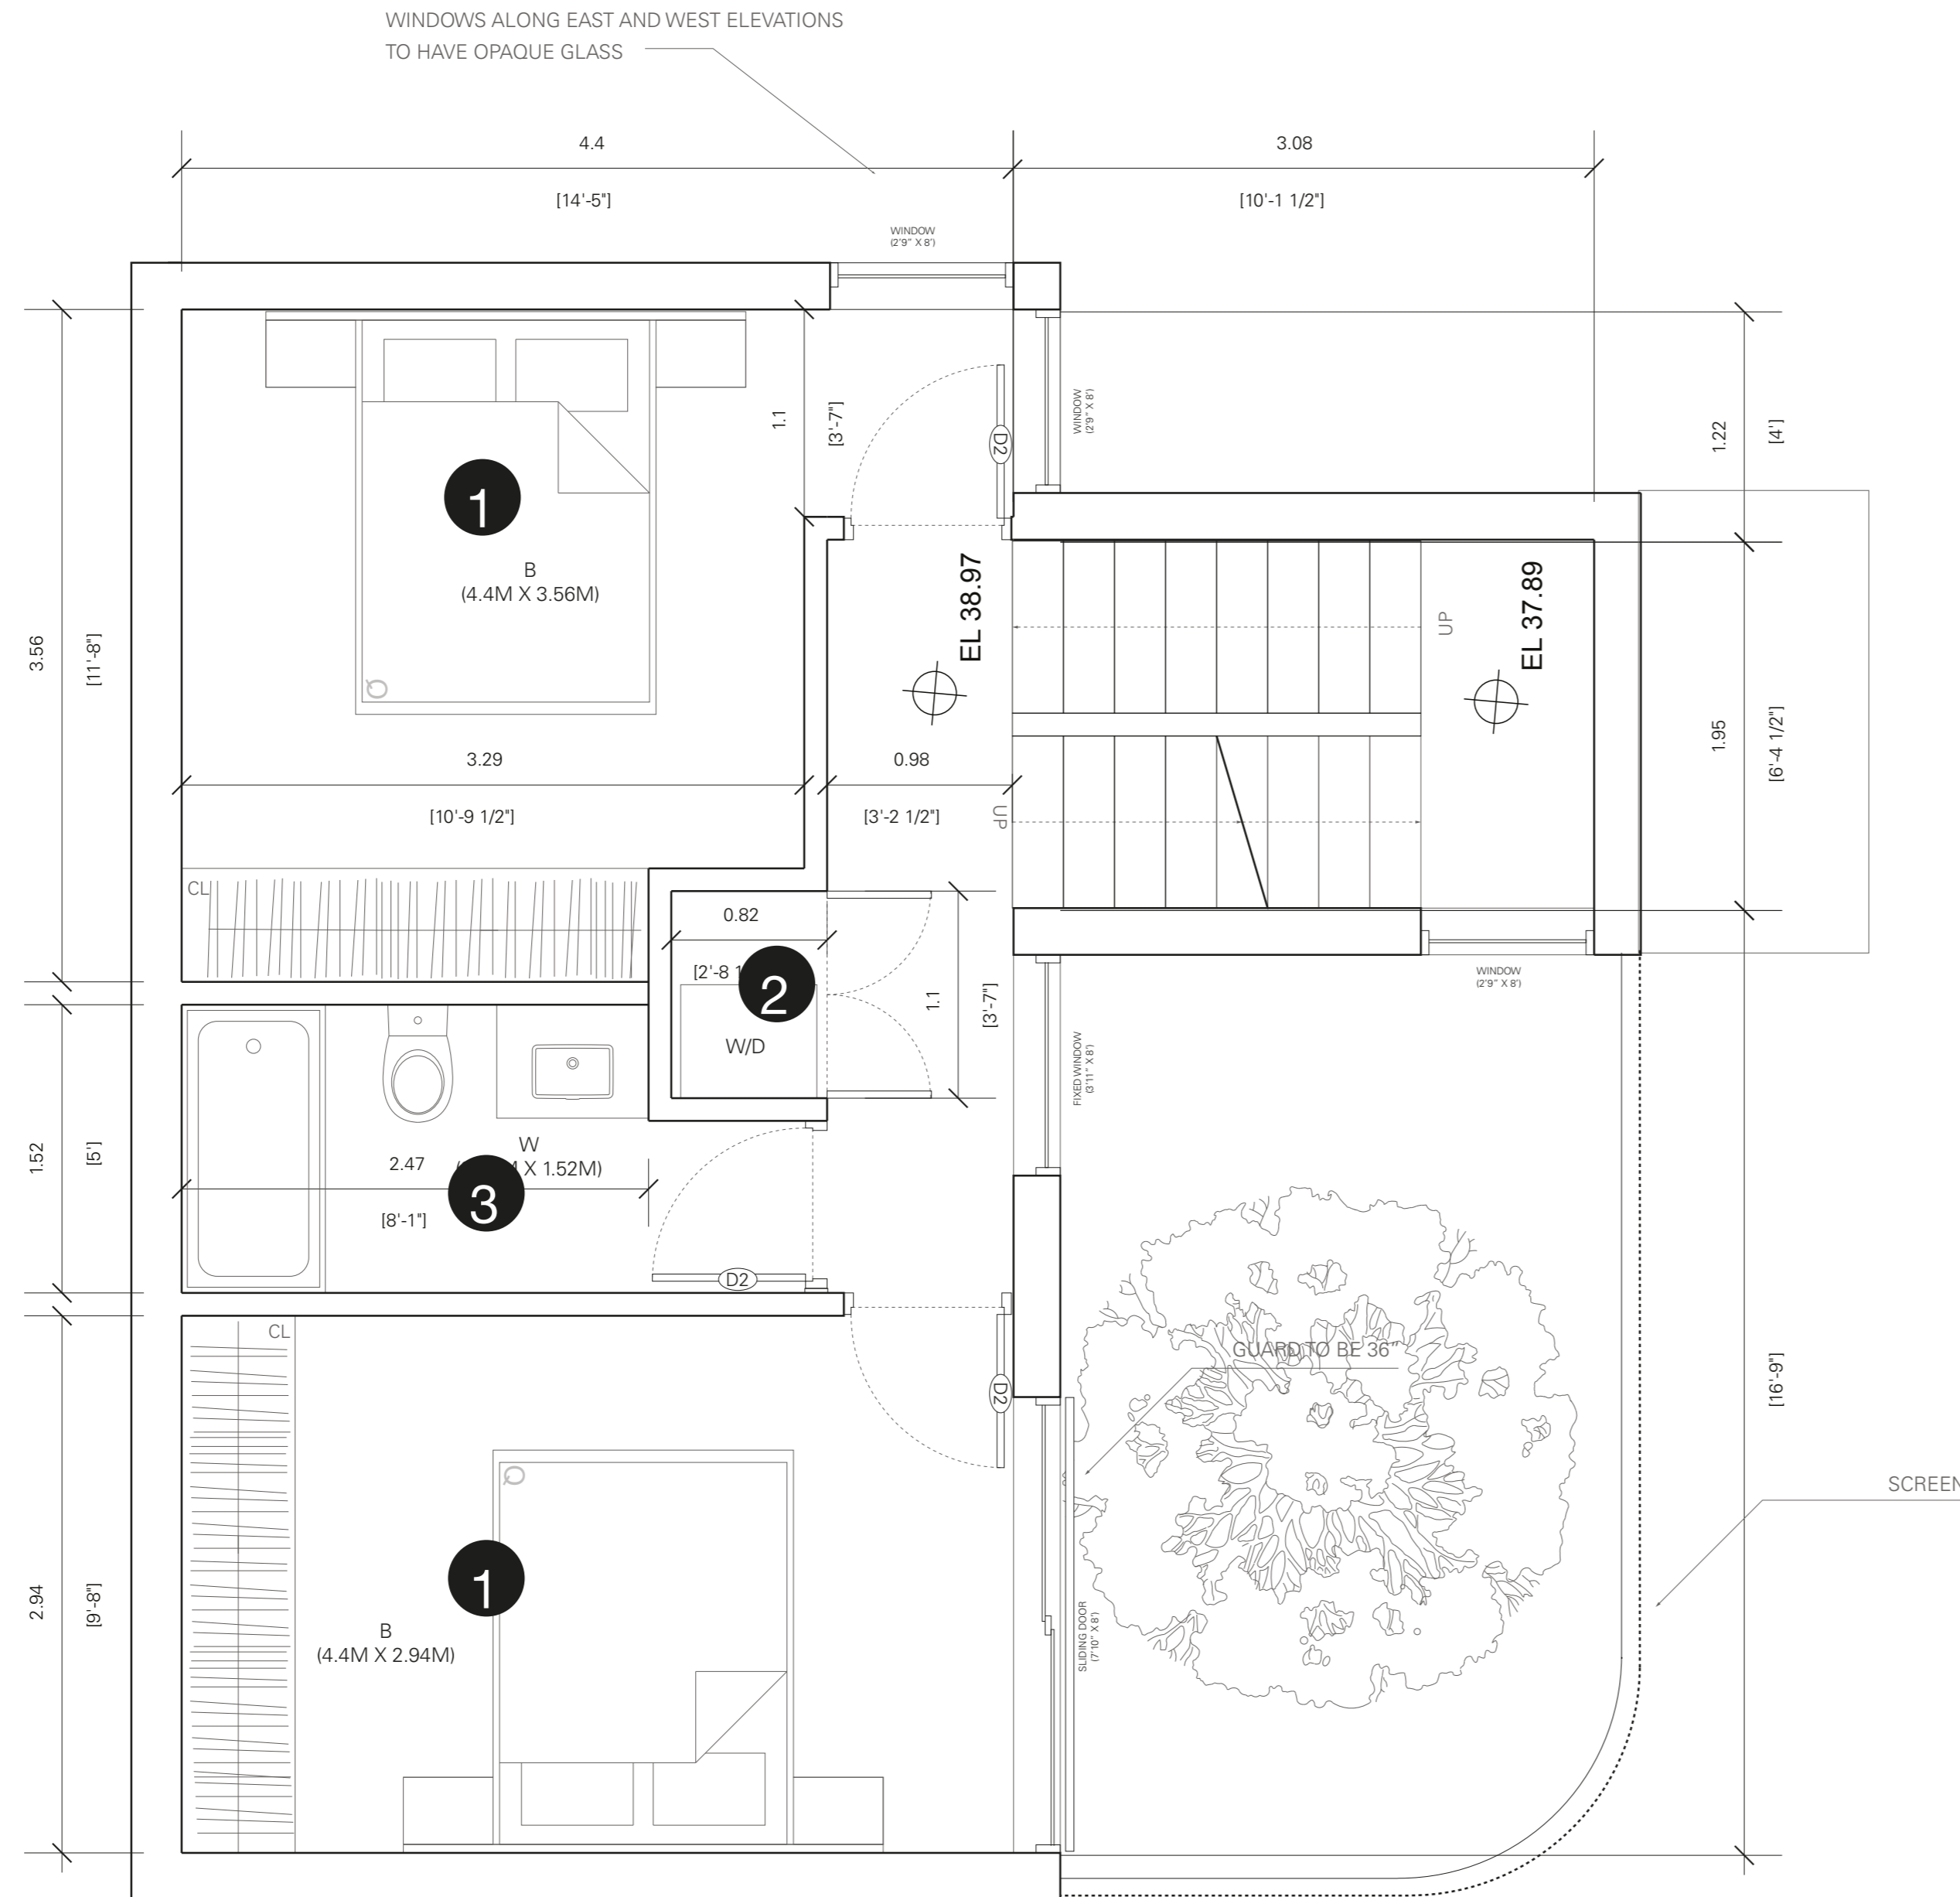 WINDOWS ALONG EAST AND WEST ELEVATIONS
TO HAVE OPAQUE GLASS
4.4
3.08
[14'-5"]
[10'-1 1/2"]
WINDOW
(2'9" X 8')
WINDOW
(2'9" X 8')
1.1
[3'-7"]
D2
1.22
[4']
1
B
(4.4M X 3.56M)
Q
EL 38.97
EL 37.89
UP
3.56
[11'-8"]
3.29
[10'-9 1/2"]
0.98
[3'-2 1/2"]
UP
1.95
[6'-4 1/2"]
CL
0.82
[2'-8 1
2
W/D
1.1
[3'-7"]
WINDOW
(2'9" X 8')
FIXED WINDOW
(3'11" X 8')
1.52
[5']
W
X 1.52M)
2.47
3
[8'-1"]
D2
CL
D2
GUARD TO BE 36"
[16'-9"]
SCREEN
Q
1
B
(4.4M X 2.94M)
2.94
[9'-8"]
SLIDING DOOR
(7'10" X 8')